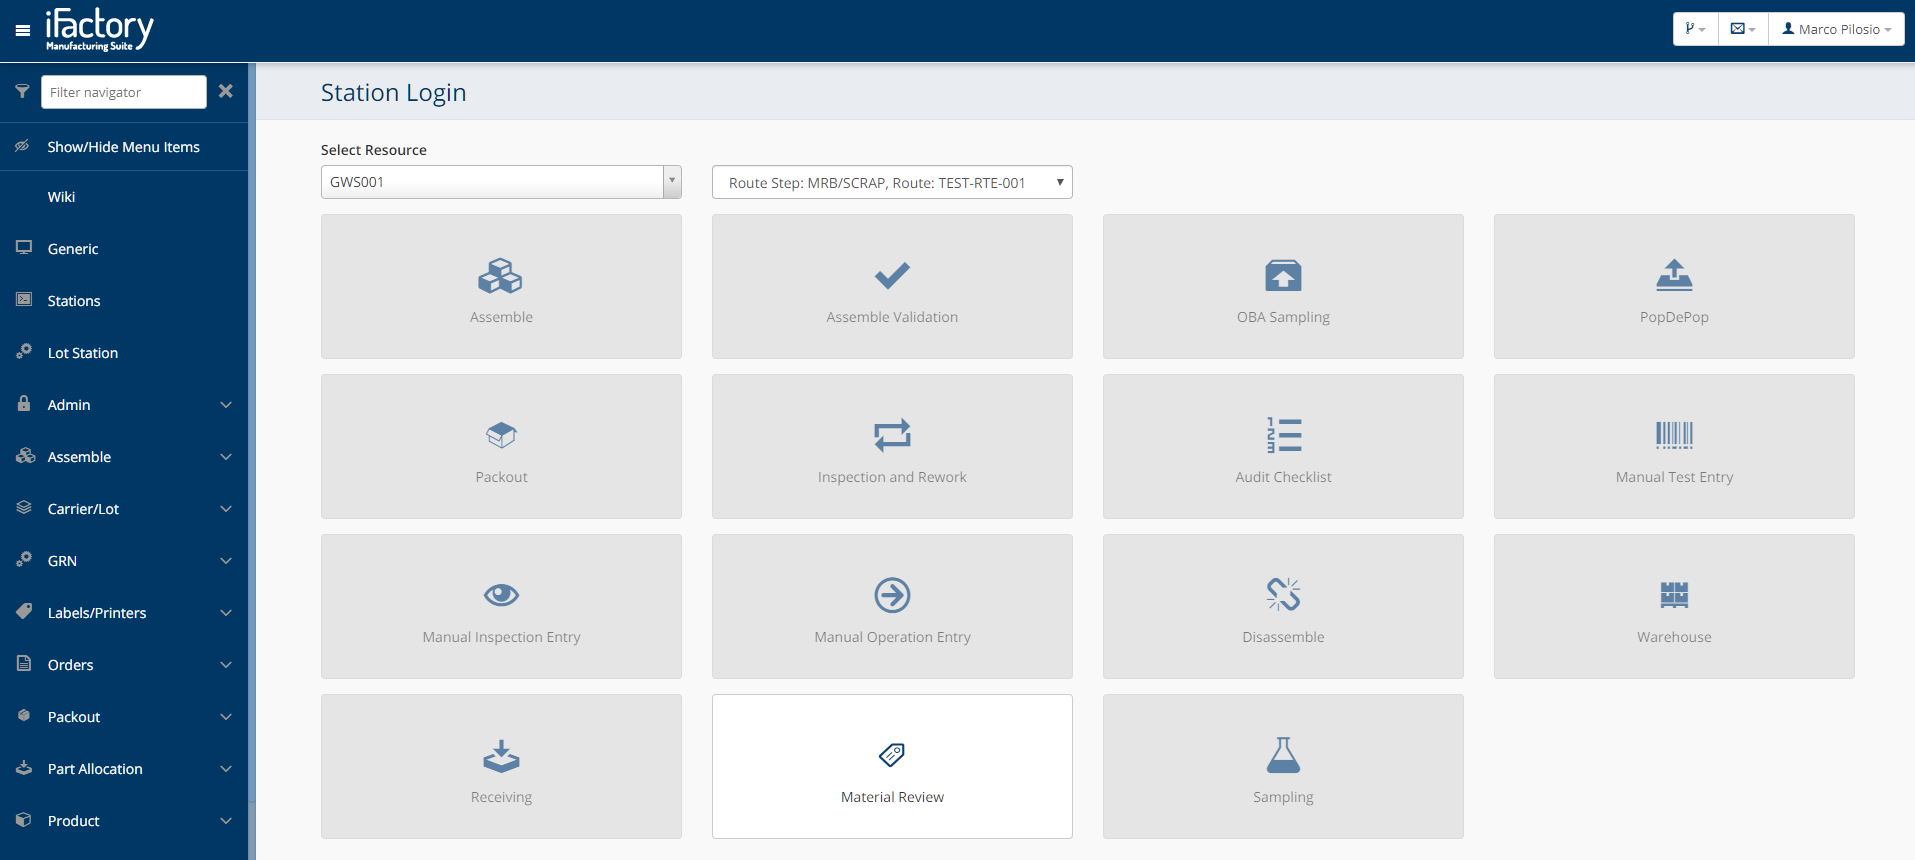 iFactory
Manufacturing Suite
Marco Pilosio
Filter navigator
Show/Hide Menu Items
Wiki
Generic
Stations
Lot Station
Admin
Assemble
Carrier/Lot
GRN
Labels/Printers
Orders
Packout
Part Allocation
Product
Station Login
Select Resource
GWS001
Route Step: MRB/SCRAP, Route: TEST-RTE-001
Assemble
Assemble Validation
OBA Sampling
PopDePop
Packout
Inspection and Rework
Audit Checklist
Manual Test Entry
Manual Inspection Entry
Manual Operation Entry
Disassemble
Warehouse
Receiving
Material Review
Sampling